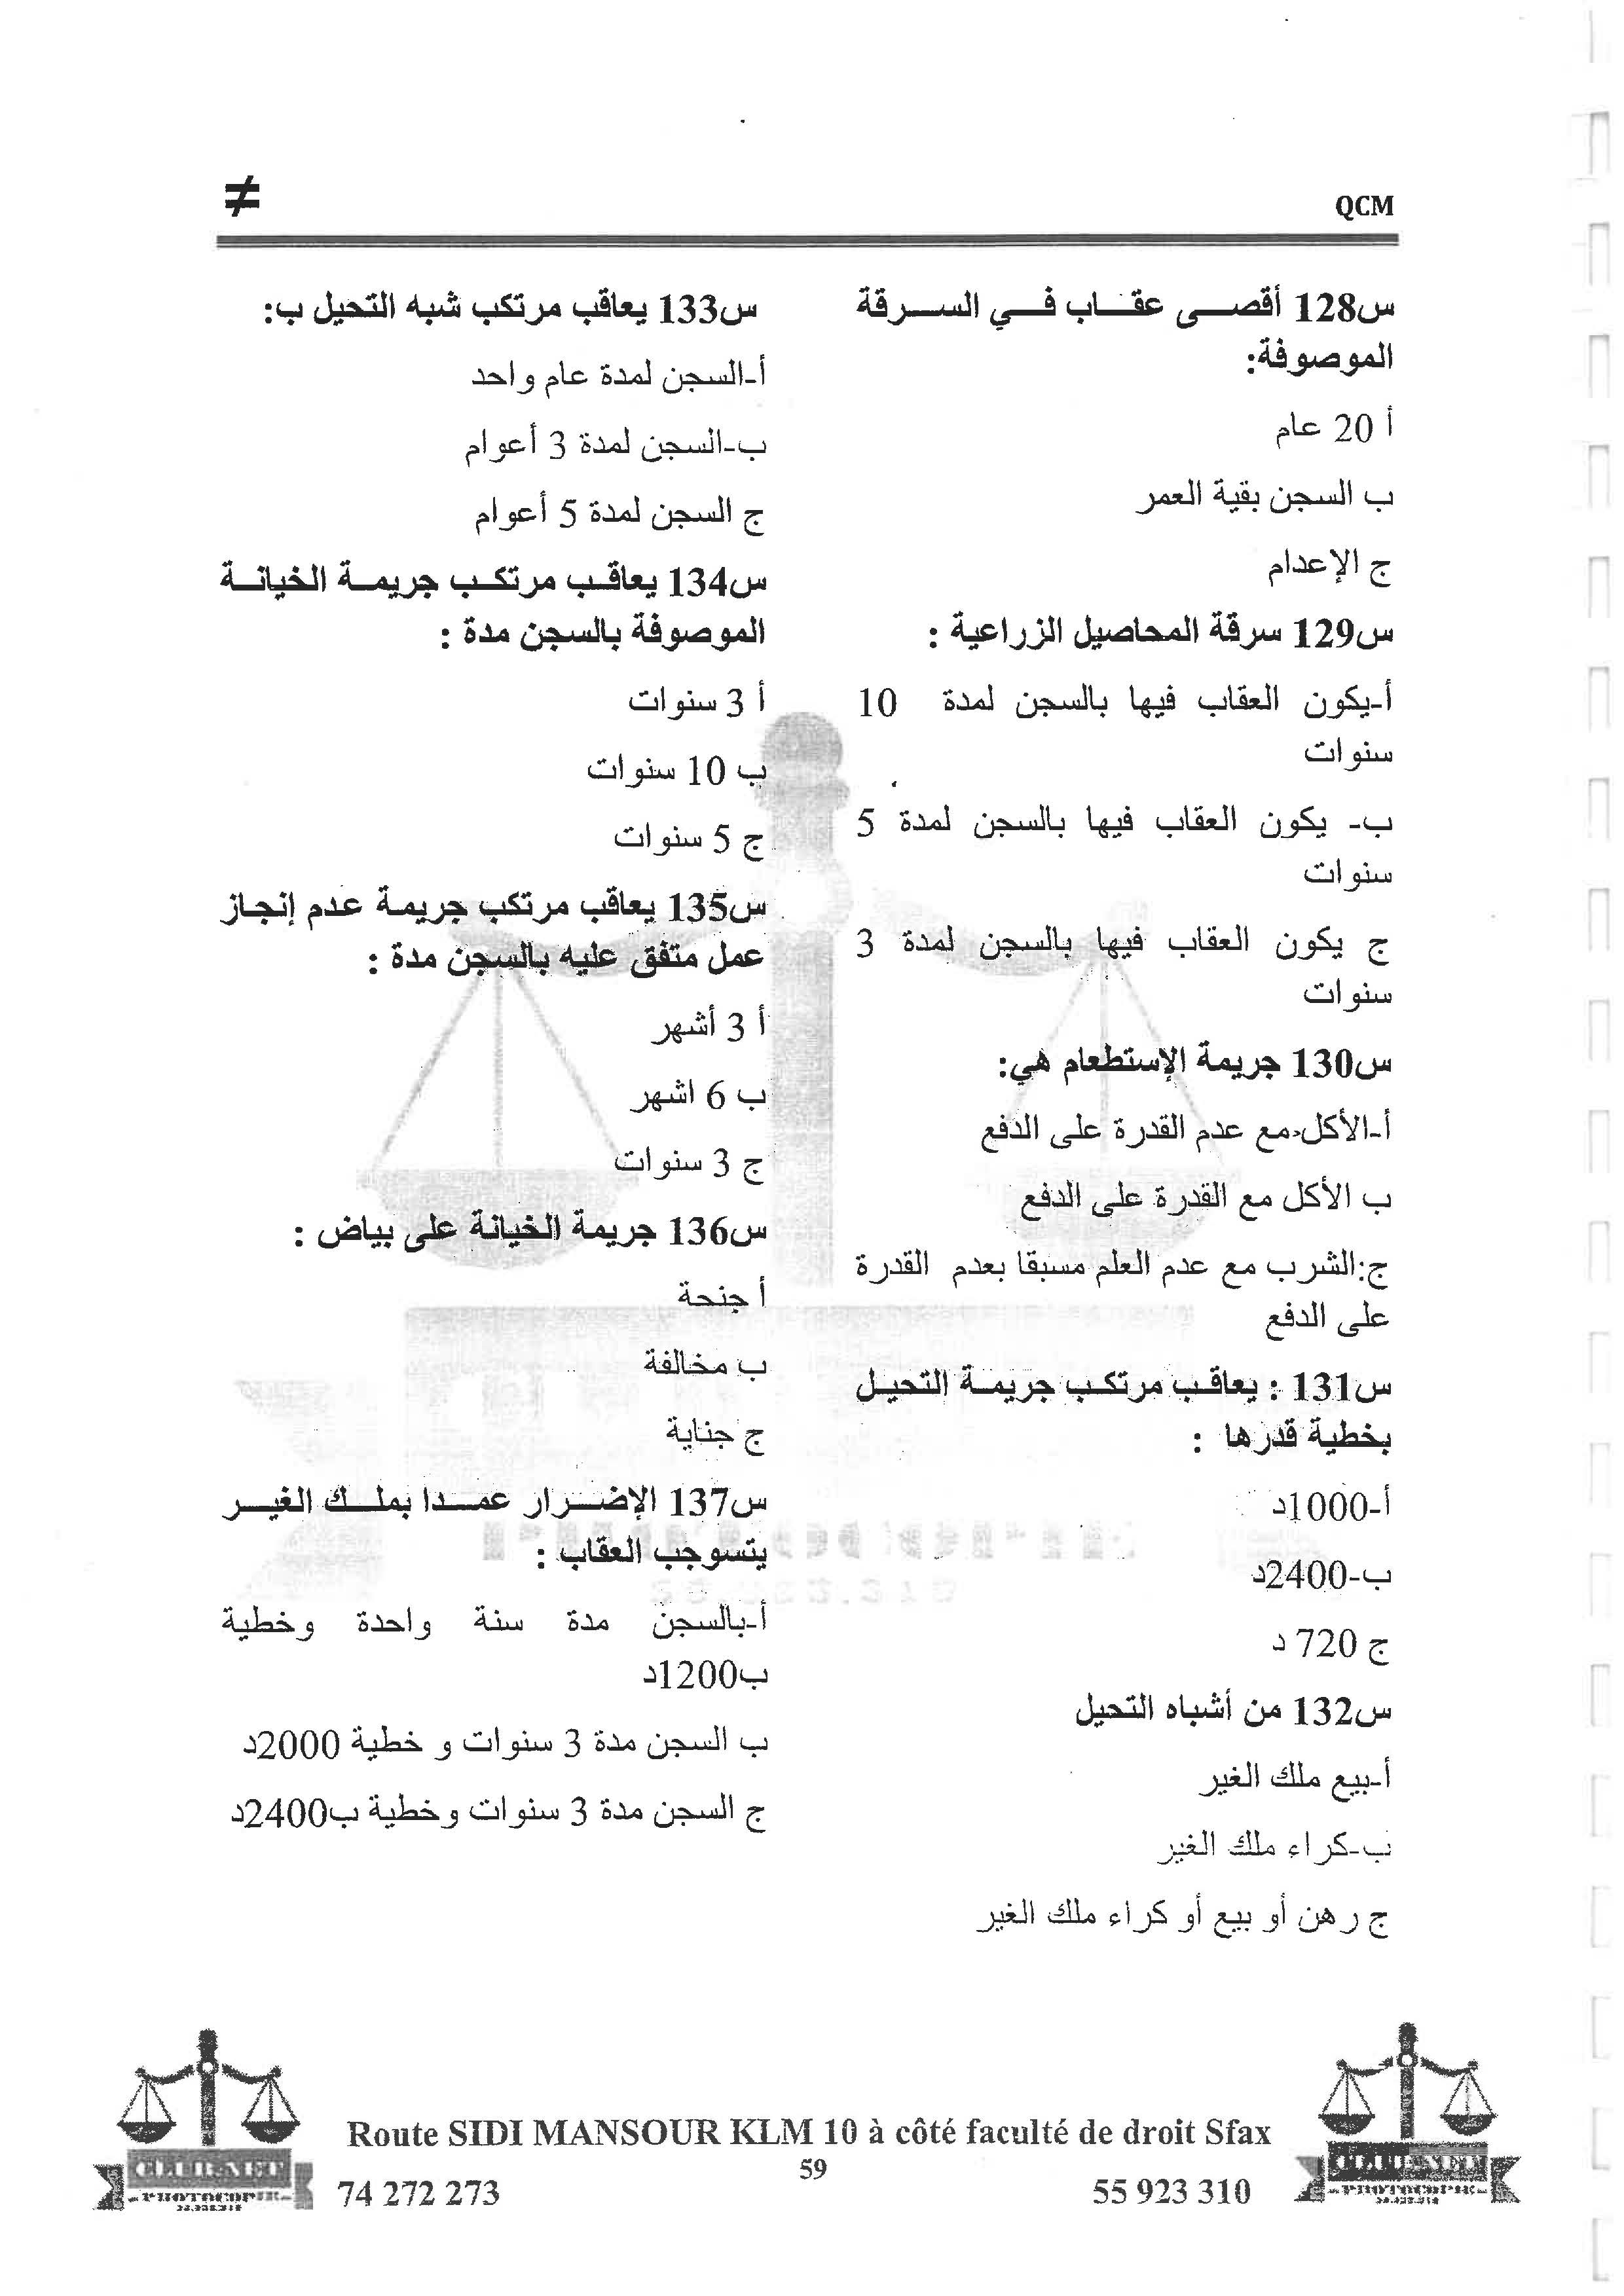 QCM
≠
س128 أقصى عقاب في السرقة
الموصوفة:
أ 20 عام
ب السجن بقية العمر
ج الإعدام
س129 سرقة المحاصيل الزراعية :
أ-يكون العقاب فيها بالسجن لمدة 10
سنوات
ب- يكون العقاب فيها بالسجن لمدة 5
سنوات
ج يكون العقاب فيها بالسجن لمدة 3
سنوات
س130 جريمة الإستطعام هي:
أ-الأكل مع عدم القدرة على الدفع
ب الأكل مع القدرة على الدفع
ج:الشرب مع عدم العلم مسبقا بعدم القدرة
على الدفع
س131 : يعاقب مرتكب جريمة التحيل
بخطية قدرها :
أ-1000د
ب-2400د
ج 720 د
س132 من أشباه التحيل
أ-بيع ملك الغير
ب-كراء ملك الغير
ج رهن أو بيع أو كراء ملك الغير
س133 يعاقب مرتكب شبه التحيل ب:
أ-السجن لمدة عام واحد
ب-السجن لمدة 3 أعوام
ج السجن لمدة 5 أعوام
س134 يعاقب مرتكب جريمة الخيانة
الموصوفة بالسجن مدة :
أ 3 سنوات
ب 10 سنوات
ج 5 سنوات
س135 يعاقب مرتكب جريمة عدم إنجاز
عمل متفق عليه بالسجن مدة :
أ 3 أشهر
ب 6 اشهر
ج 3 سنوات
س136 جريمة الخيانة على بياض :
أ جنحة
ب مخالفة
ج جناية
س137 الإضرار عمدا بملك الغير
يتسوجب العقاب :
أ-بالسجن مدة سنة واحدة وخطية
ب1200د
ب السجن مدة 3 سنوات و خطية 2000د
ج السجن مدة 3 سنوات وخطية ب2400د
Route SIDI MANSOUR KLM 10 à côté faculté de droit Sfax
59
74 272 273
55 923 310
CLUB-NET